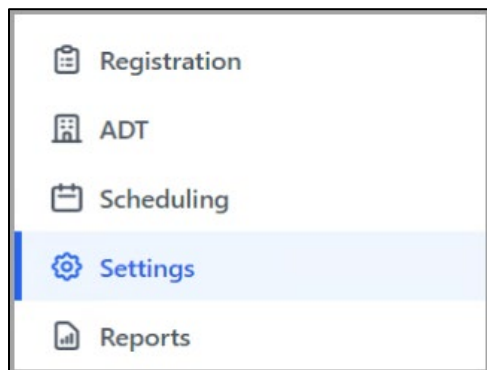 Registration
ADT
Scheduling
Settings
Reports